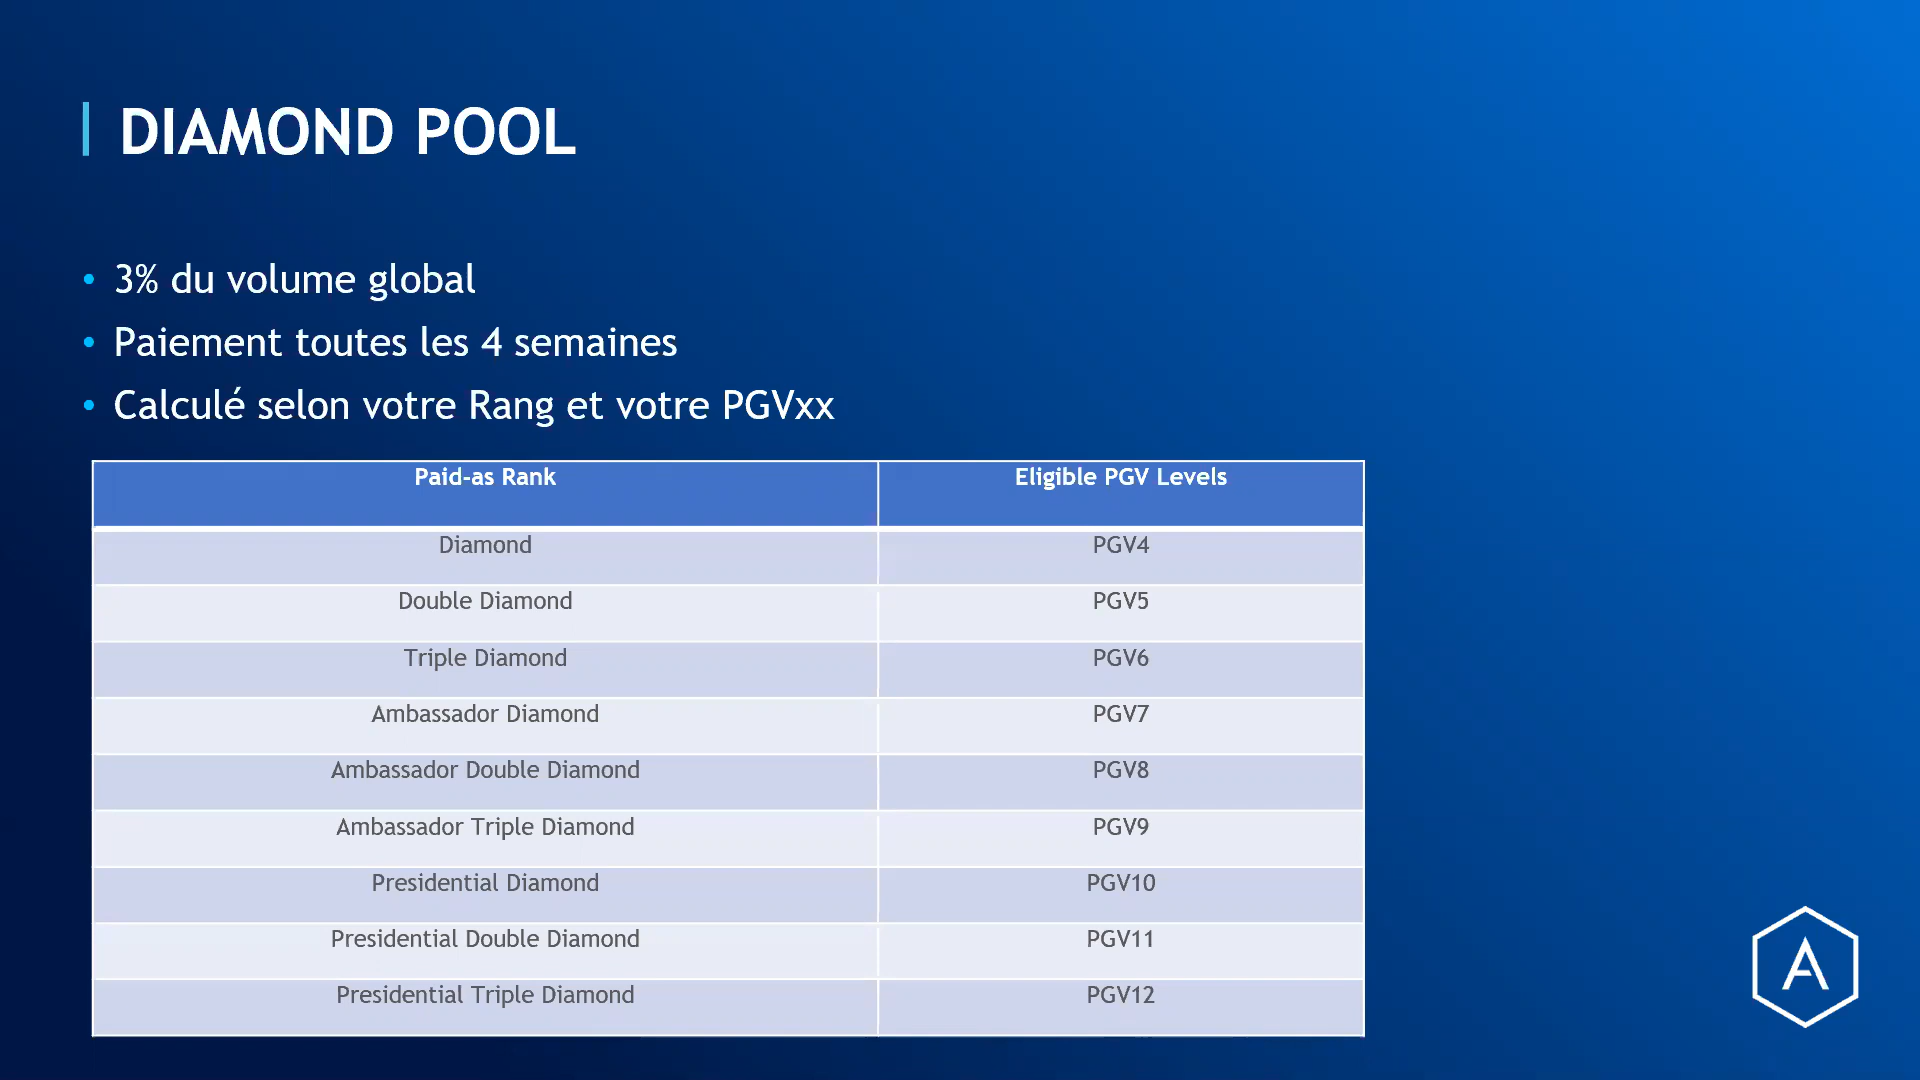 DIAMOND POOL
• 3% du volume global
• Paiement toutes les 4 semaines
• Calculé selon votre Rang et votre PGVxx
Paid-as Rank Eligible PGV Levels
Diamond PGV4
Double Diamond PGV5
Triple Diamond PGV6
Ambassador Diamond PGV7
Ambassador Double Diamond PGV8
Ambassador Triple Diamond PGV9
Presidential Diamond PGV10
Presidential Double Diamond PGV11
Presidential Triple Diamond PGV12
A